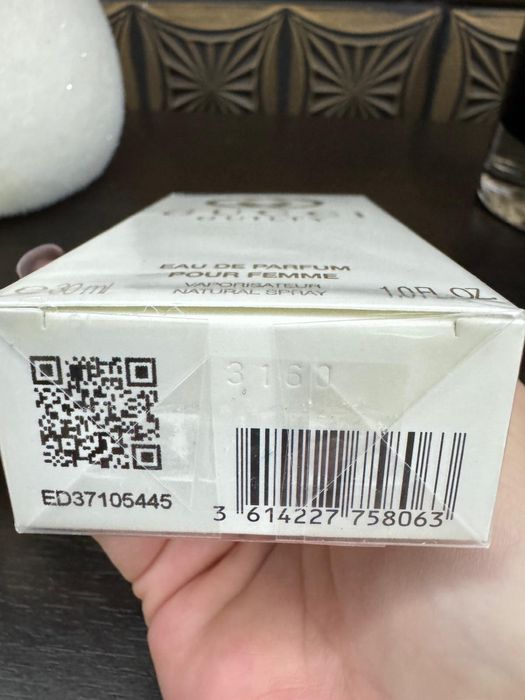 GUCCI
EAU DE PARFUM
POUR FEMME
VAPORISATEUR
NATURAL SPRAY
30 ml
1.0 FL. OZ.
3160
ED37105445
3 614227 758063